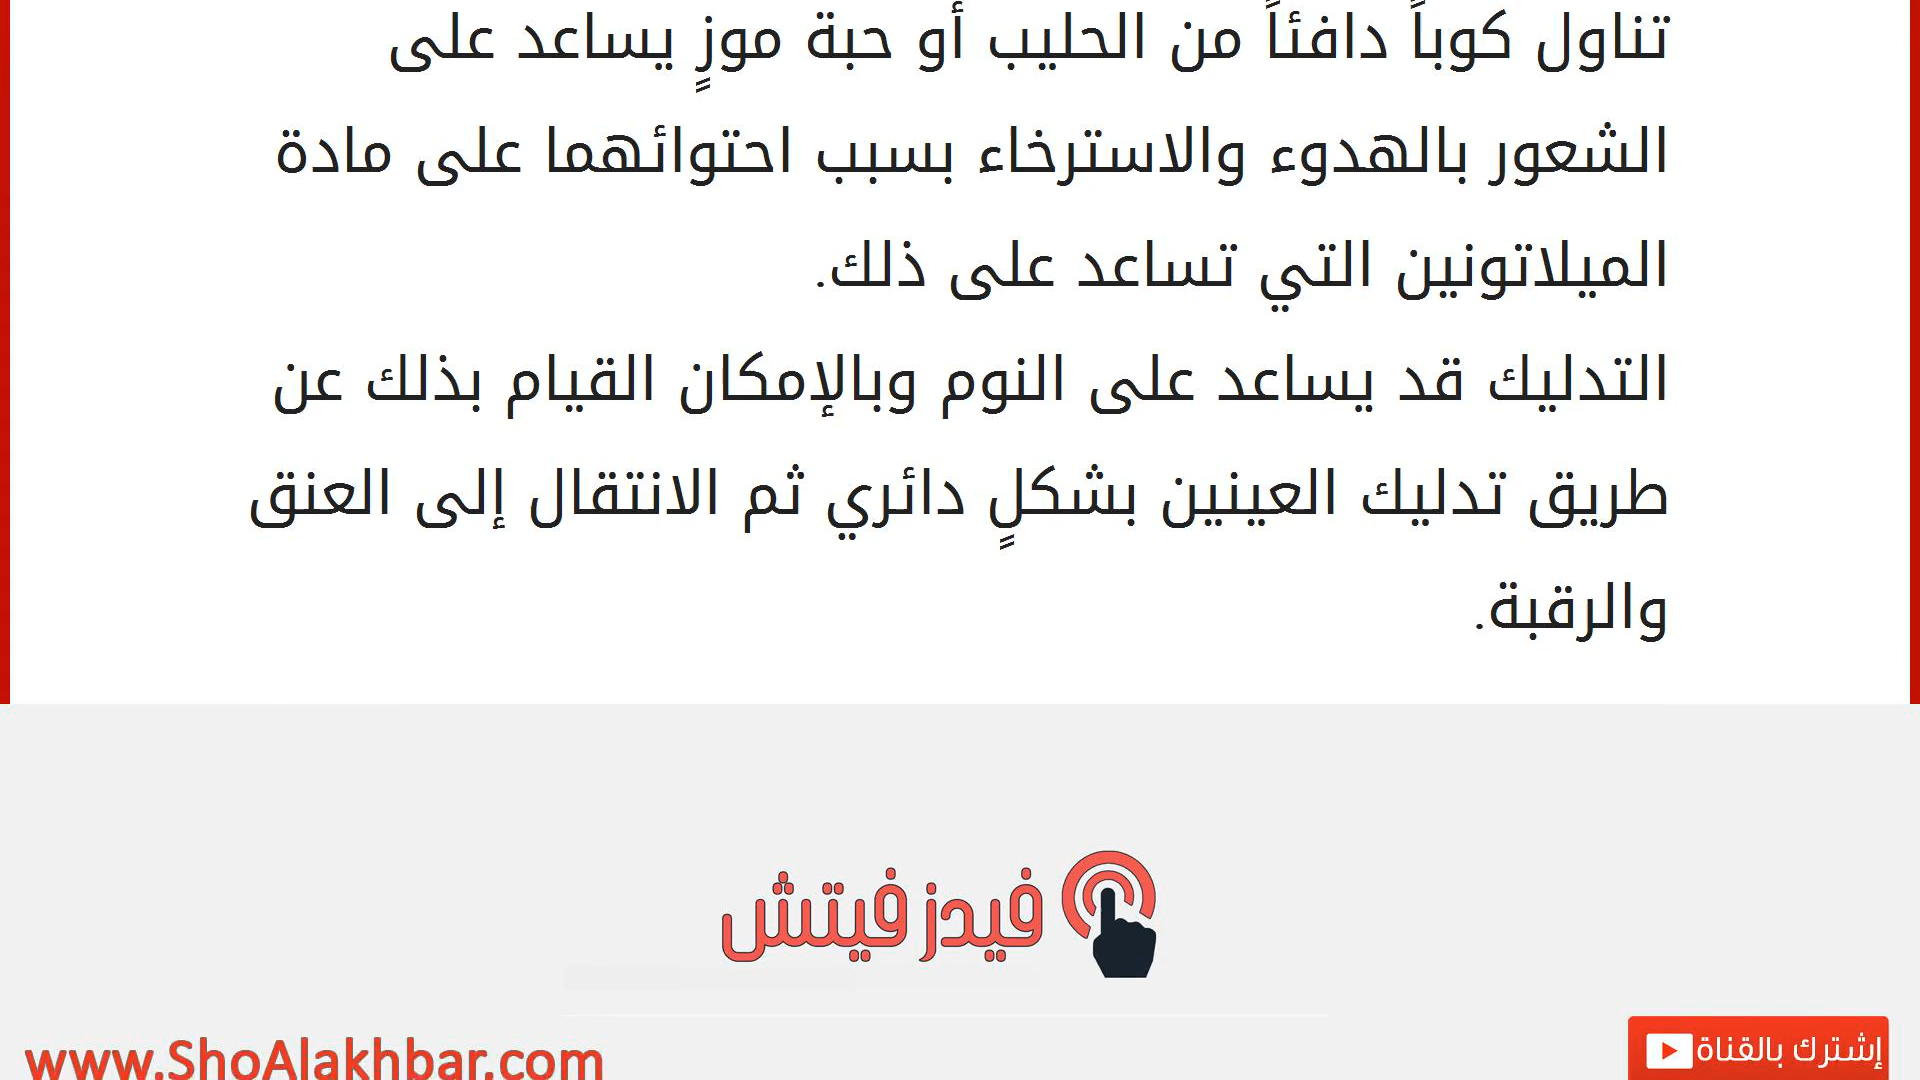 تناول كوباً دافئاً من الحليب أو حبة موزٍ يساعد على
الشعور بالهدوء والاسترخاء بسبب احتوائهما على مادة
الميلاتونين التي تساعد على ذلك.
التدليك قد يساعد على النوم وبالإمكان القيام بذلك عن
طريق تدليك العينين بشكلٍ دائري ثم الانتقال إلى العنق
والرقبة.
فيدز فيتش
www.ShoAlakhbar.com
إشترك بالقناة